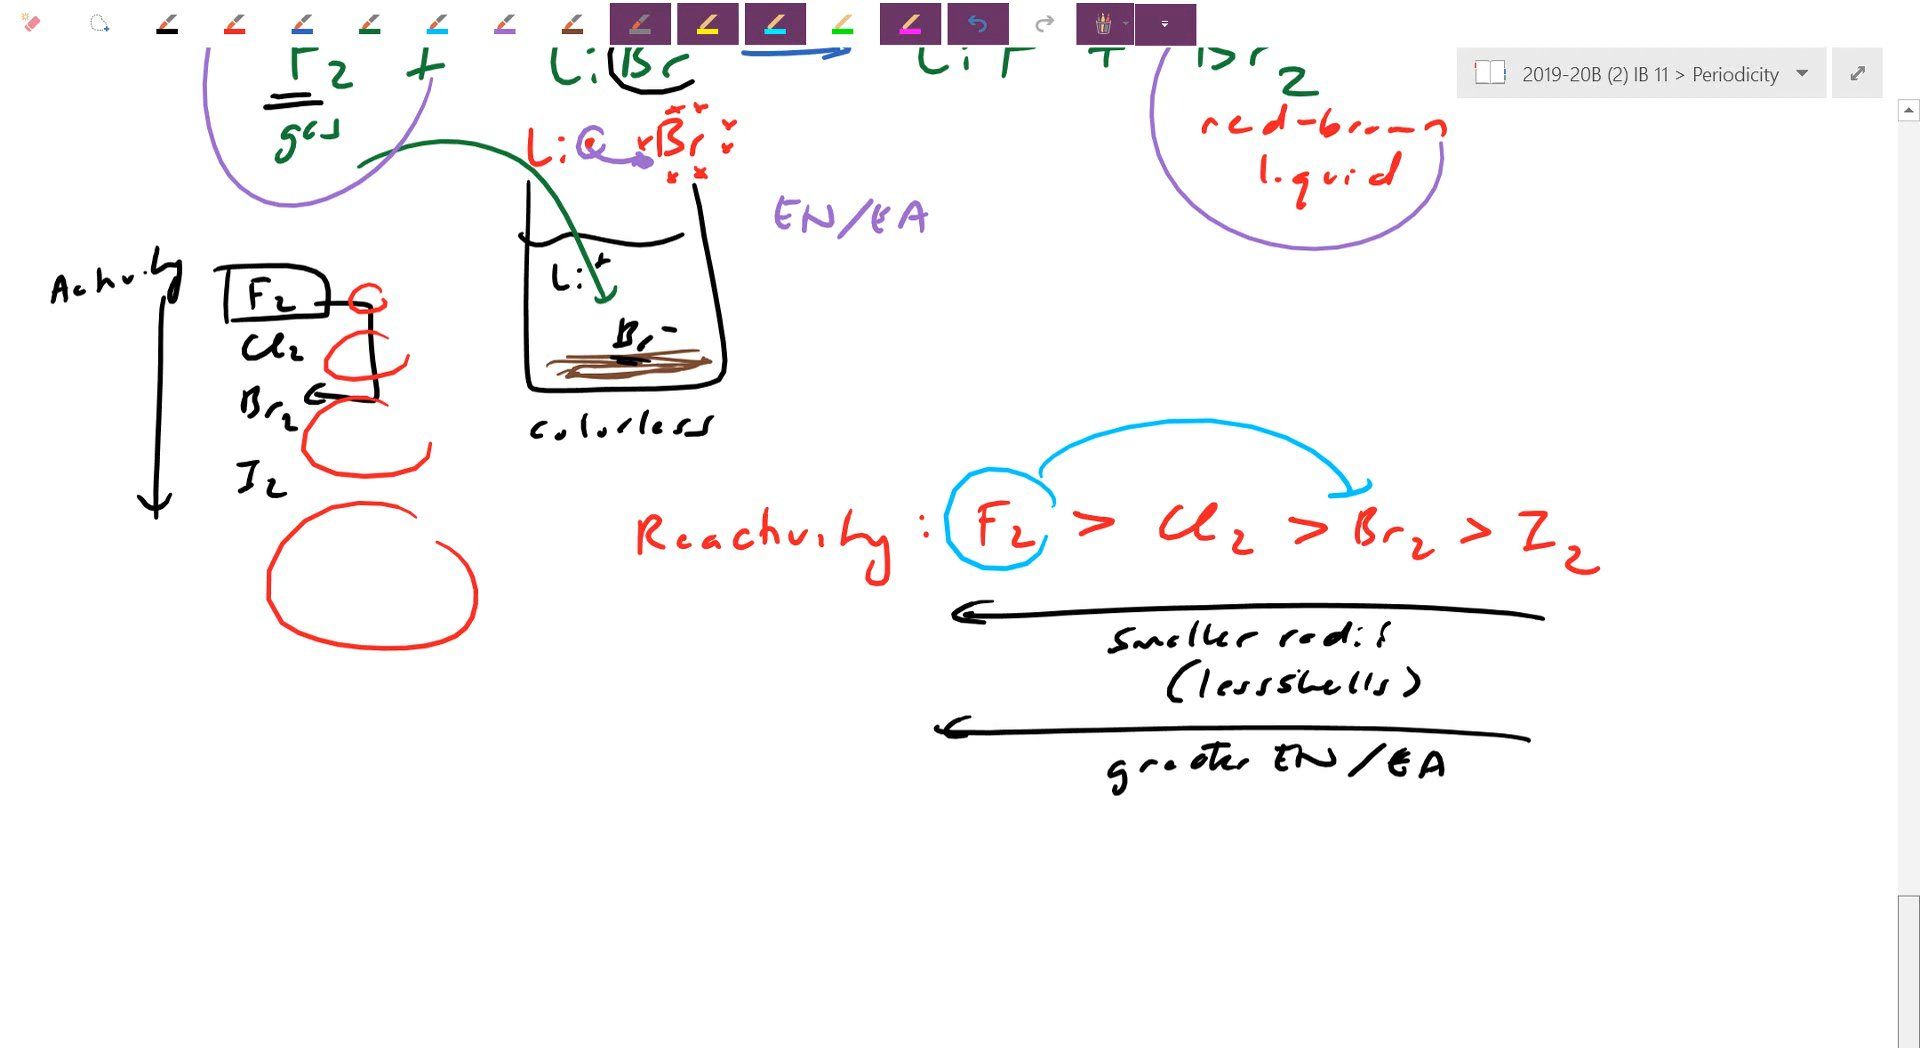 2019-20B (2) IB 11 > Periodicity
F2 + LiBr → LiF + Br2
gas
Li Br
red-brown
liquid
EN/EA
Activity
F2
Cl2
Br2
I2
Li+
Br-
colorless
Reactivity: F2 > Cl2 > Br2 > I2
smaller radii
(less shells)
greater EN/EA